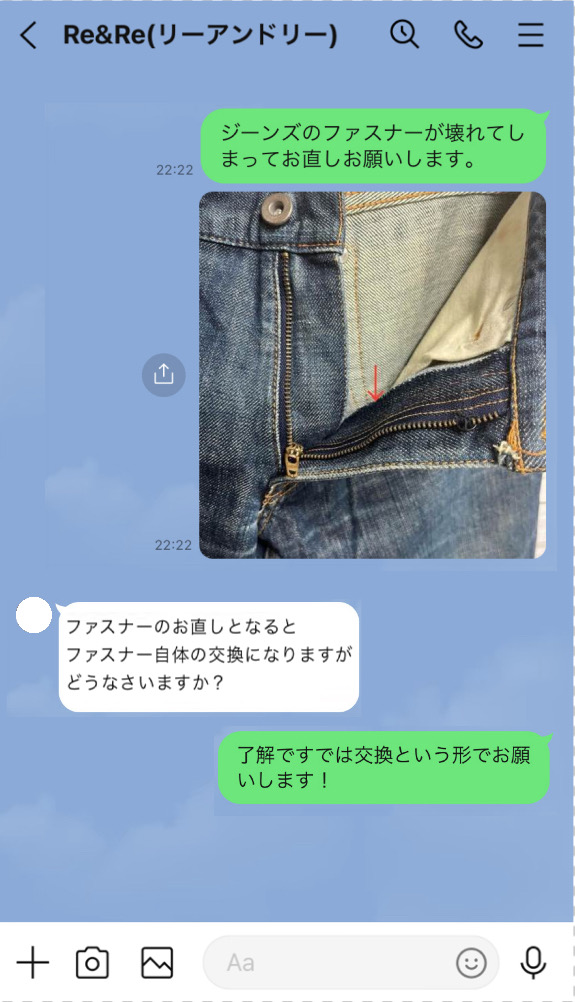 Re&Re(リーアンドリー)
ジーンズのファスナーが壊れてし
まってお直しお願いします。
22:22
22:22
ファスナーのお直しとなると
ファスナー自体の交換になりますが
どうなさいますか？
了解ですでは交換という形でお願
いします！
Aa